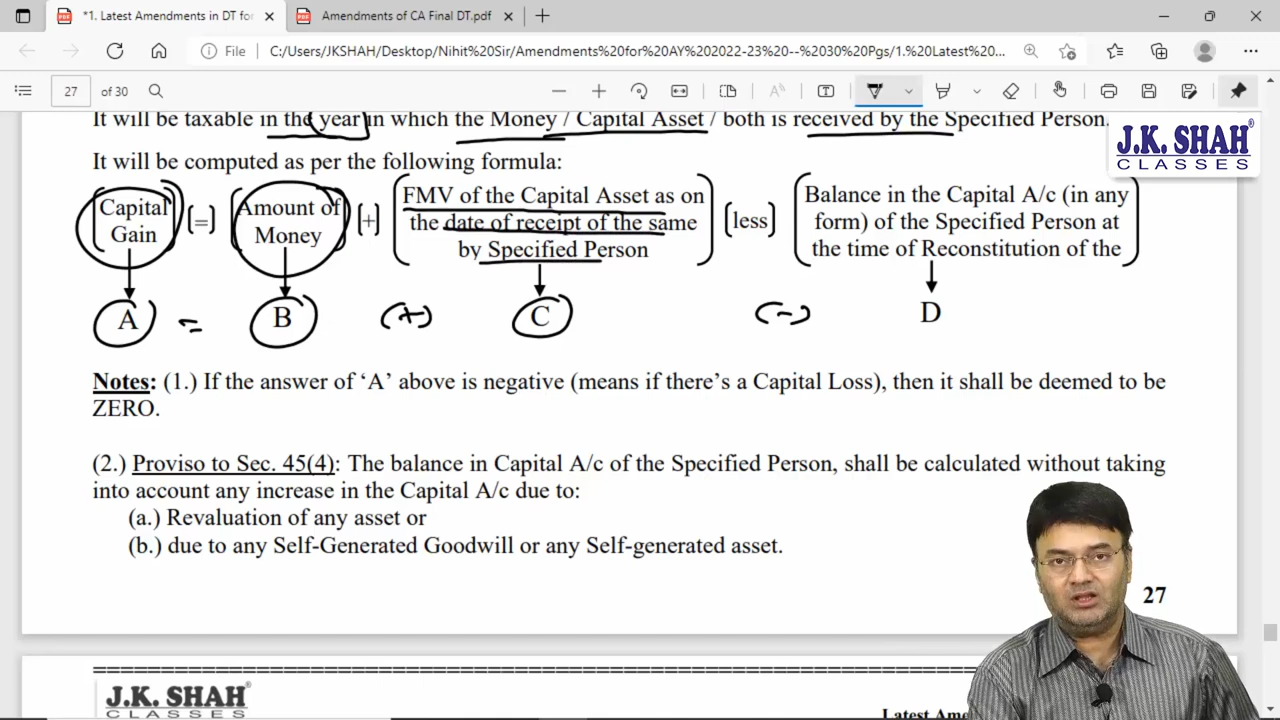 *1. Latest Amendments in DT for
Amendments of CA Final DT.pdf
File
C:/Users/JKSHAH/Desktop/Nihit%20Sir/Amendments%20for%20AY%202022-23%20--%2030%20Pgs/1.%20Latest%20...
27
of 30
It will be taxable in the year in which the Money / Capital Asset / both is received by the Specified Person.
J.K. SHAH®
CLASSES
It will be computed as per the following formula:
Capital Gain [=] Amount of Money [+] FMV of the Capital Asset as on the date of receipt of the same by Specified Person [less] Balance in the Capital A/c (in any form) of the Specified Person at the time of Reconstitution of the
A = B (+) C (-) D
Notes: (1.) If the answer of ‘A’ above is negative (means if there’s a Capital Loss), then it shall be deemed to be
ZERO.
(2.) Proviso to Sec. 45(4): The balance in Capital A/c of the Specified Person, shall be calculated without taking
into account any increase in the Capital A/c due to:
(a.) Revaluation of any asset or
(b.) due to any Self-Generated Goodwill or any Self-generated asset.
27
J.K. SHAH®
CLASSES
Latest Ame